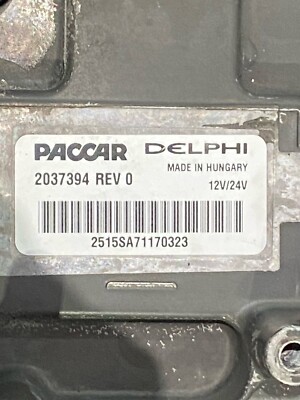 PACCAR DELPHI
MADE IN HUNGARY
2037394 REV 0
12V/24V
2515SA71170323